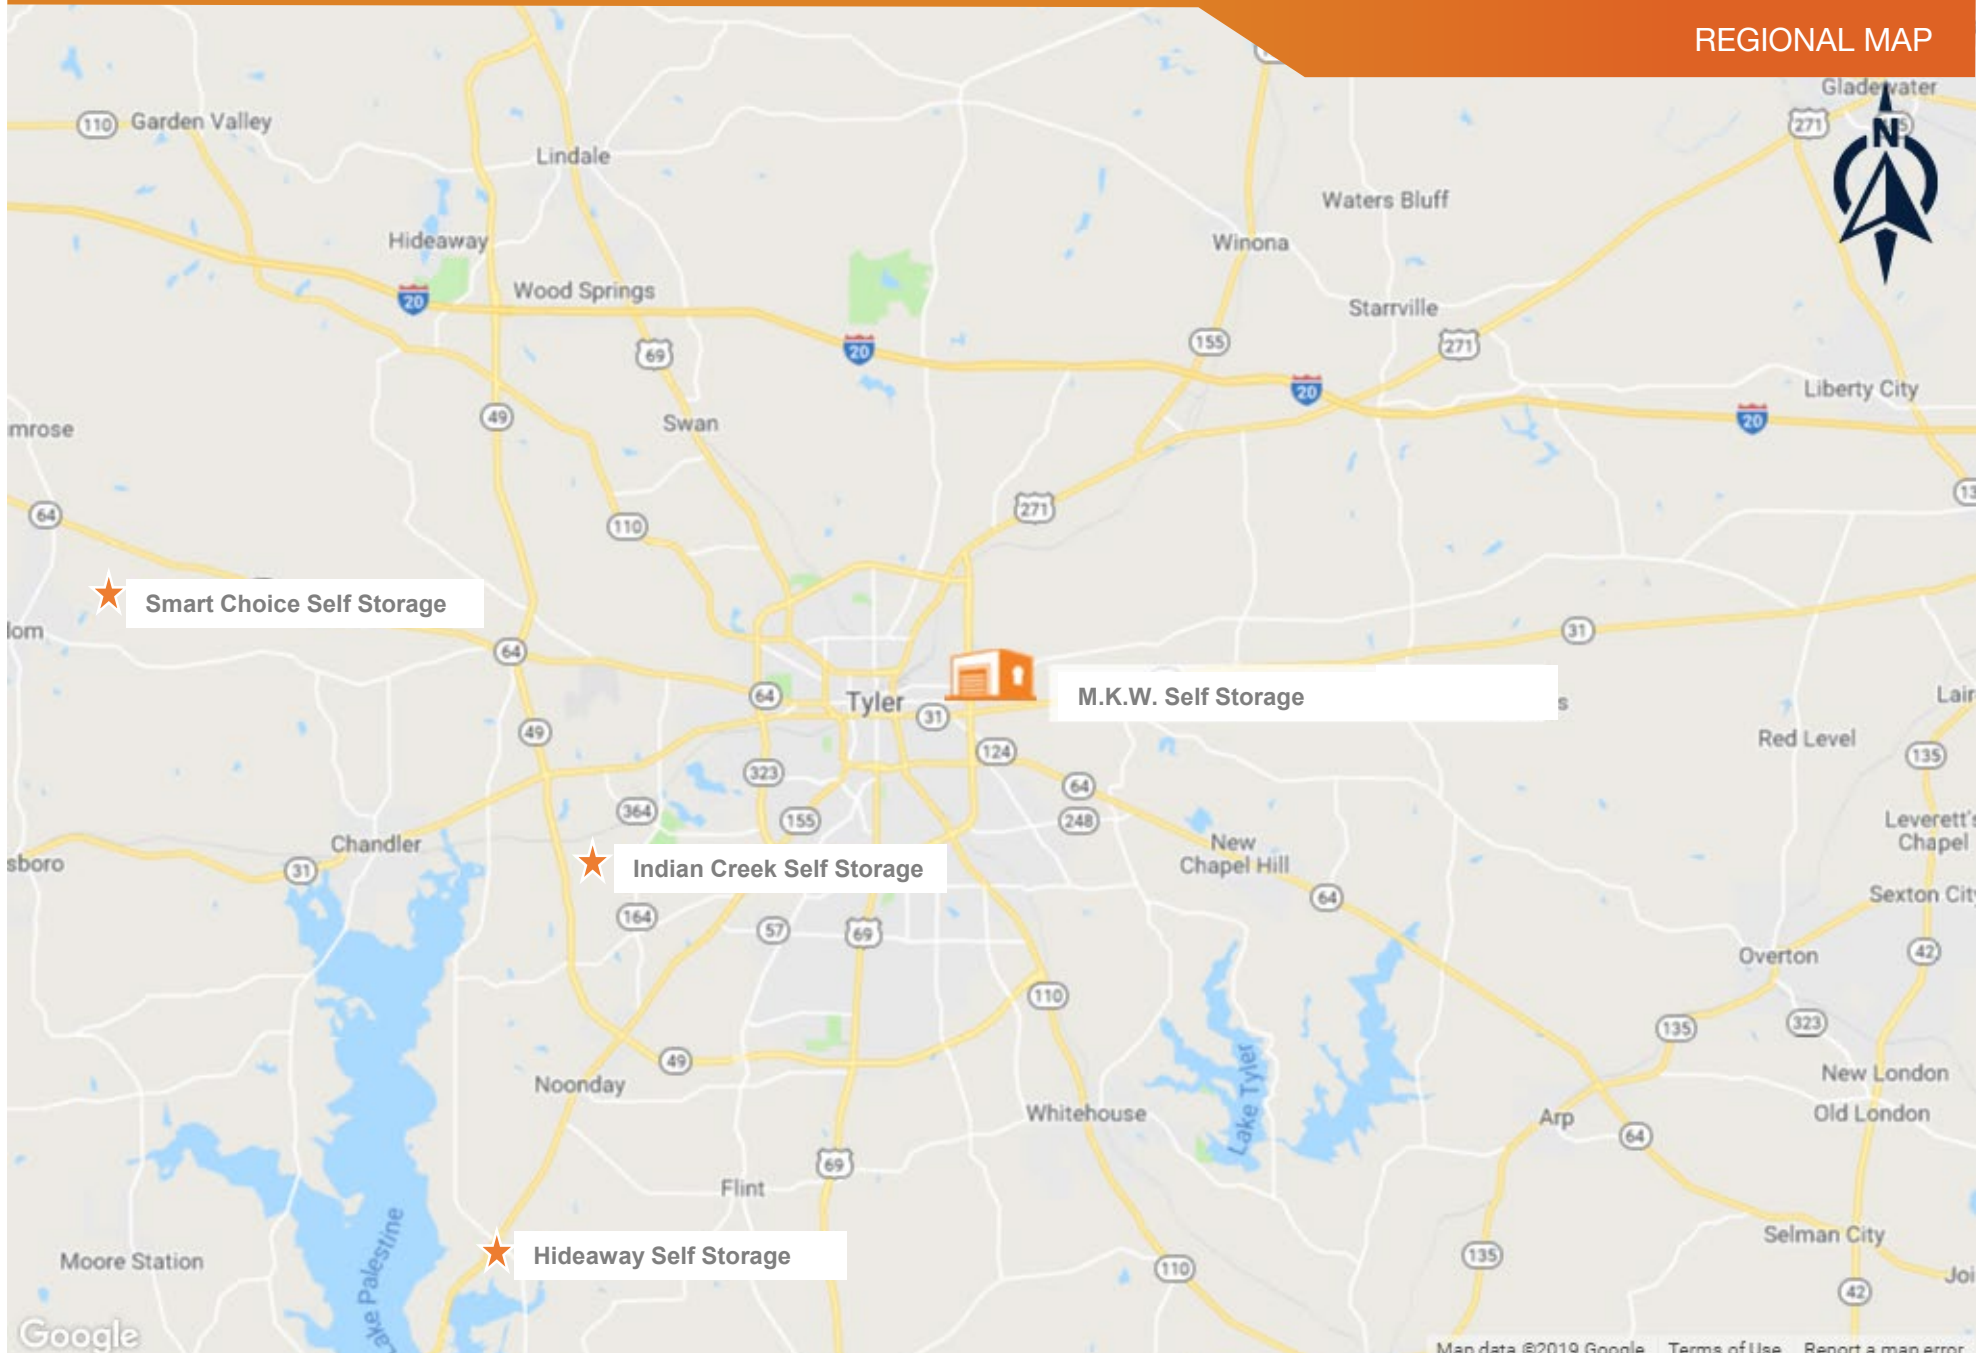 REGIONAL MAP
Gladewater
271
N
110
Garden Valley
Lindale
Waters Bluff
Hideaway
Winona
20
Wood Springs
Starrville
69
20
155
271
20
Liberty City
49
20
Swan
mrose
64
271
13
110
Smart Choice Self Storage
lom
31
64
64
Tyler
31
M.K.W. Self Storage
s
Lair
49
124
Red Level
135
323
64
364
155
248
Leverett's
Chapel
New
Chapel Hill
Chandler
sboro
31
Indian Creek Self Storage
64
Sexton City
164
57
69
42
Overton
110
135
323
49
Noonday
New London
Lake Tyler
Whitehouse
Arp
Old London
64
69
Flint
Lake Palestine
Selman City
Moore Station
Hideaway Self Storage
110
135
Joi
42
Google
Map data ©2019 Google
Terms of Use
Report a map error